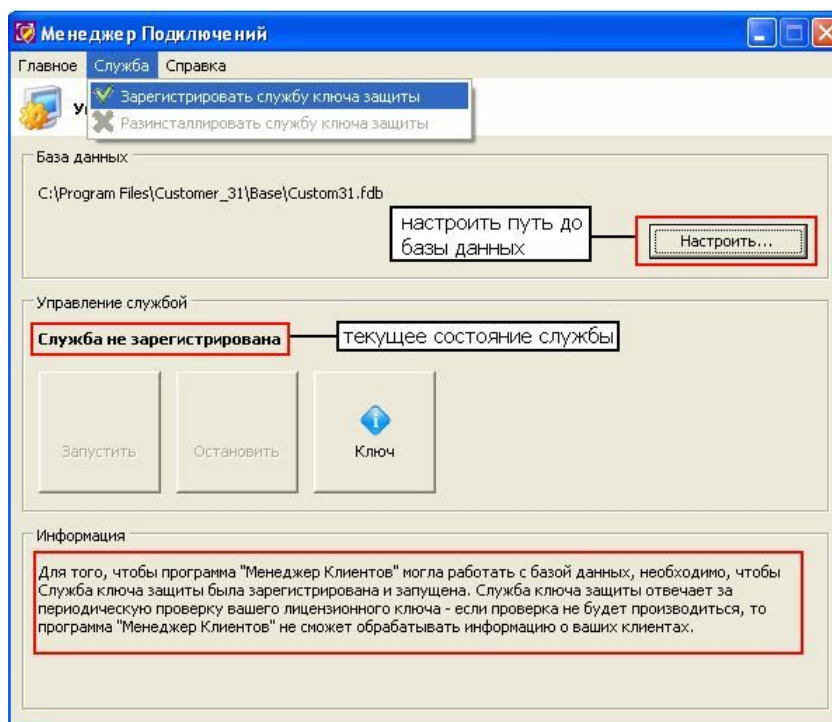 Менеджер Подключений
Главное Служба Справка
Зарегистрировать службу ключа защиты
Разинсталлировать службу ключа защиты
База данных
C:\Program Files\Customer_31\Base\Custom31.fdb
настроить путь до
базы данных
Настроить...
Управление службой
Служба не зарегистрирована
текущее состояние службы
Запустить
Остановить
Ключ
Информация
Для того, чтобы программа "Менеджер Клиентов" могла работать с базой данных, необходимо, чтобы
Служба ключа защиты была зарегистрирована и запущена. Служба ключа защиты отвечает за
периодическую проверку вашего лицензионного ключа - если проверка не будет производиться, то
программа "Менеджер Клиентов" не сможет обрабатывать информацию о ваших клиентах.